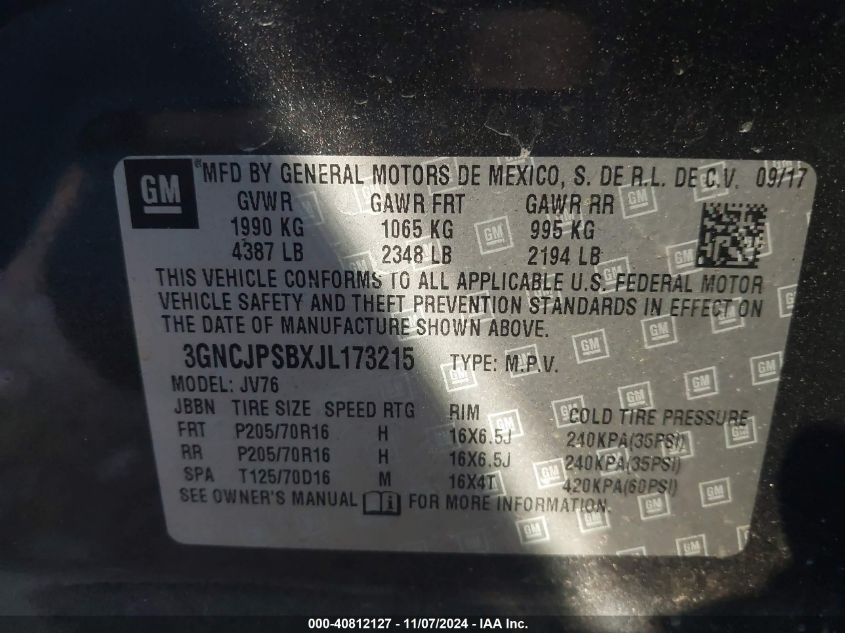 GM ® MFD BY GENERAL MOTORS DE MEXICO, S. DE R.L. DE C.V. 09/17
GVWR GAWR FRT GAWR RR
1990 KG 1065 KG 995 KG
4387 LB 2348 LB 2194 LB
THIS VEHICLE CONFORMS TO ALL APPLICABLE U.S. FEDERAL MOTOR
VEHICLE SAFETY AND THEFT PREVENTION STANDARDS IN EFFECT ON
THE DATE OF MANUFACTURE SHOWN ABOVE.
3GNCJPSBXJL173215 TYPE: M.P.V.
MODEL: JV76
JBBN TIRE SIZE SPEED RTG RIM COLD TIRE PRESSURE
FRT P205/70R16 H 16X6.5J 240KPA(35PSI)
RR P205/70R16 H 16X6.5J 240KPA(35PSI)
SPA T125/70D16 M 16X4T 420KPA(60PSI)
SEE OWNER'S MANUAL i FOR MORE INFORMATION.
000-40812127 - 11/07/2024 - IAA Inc.